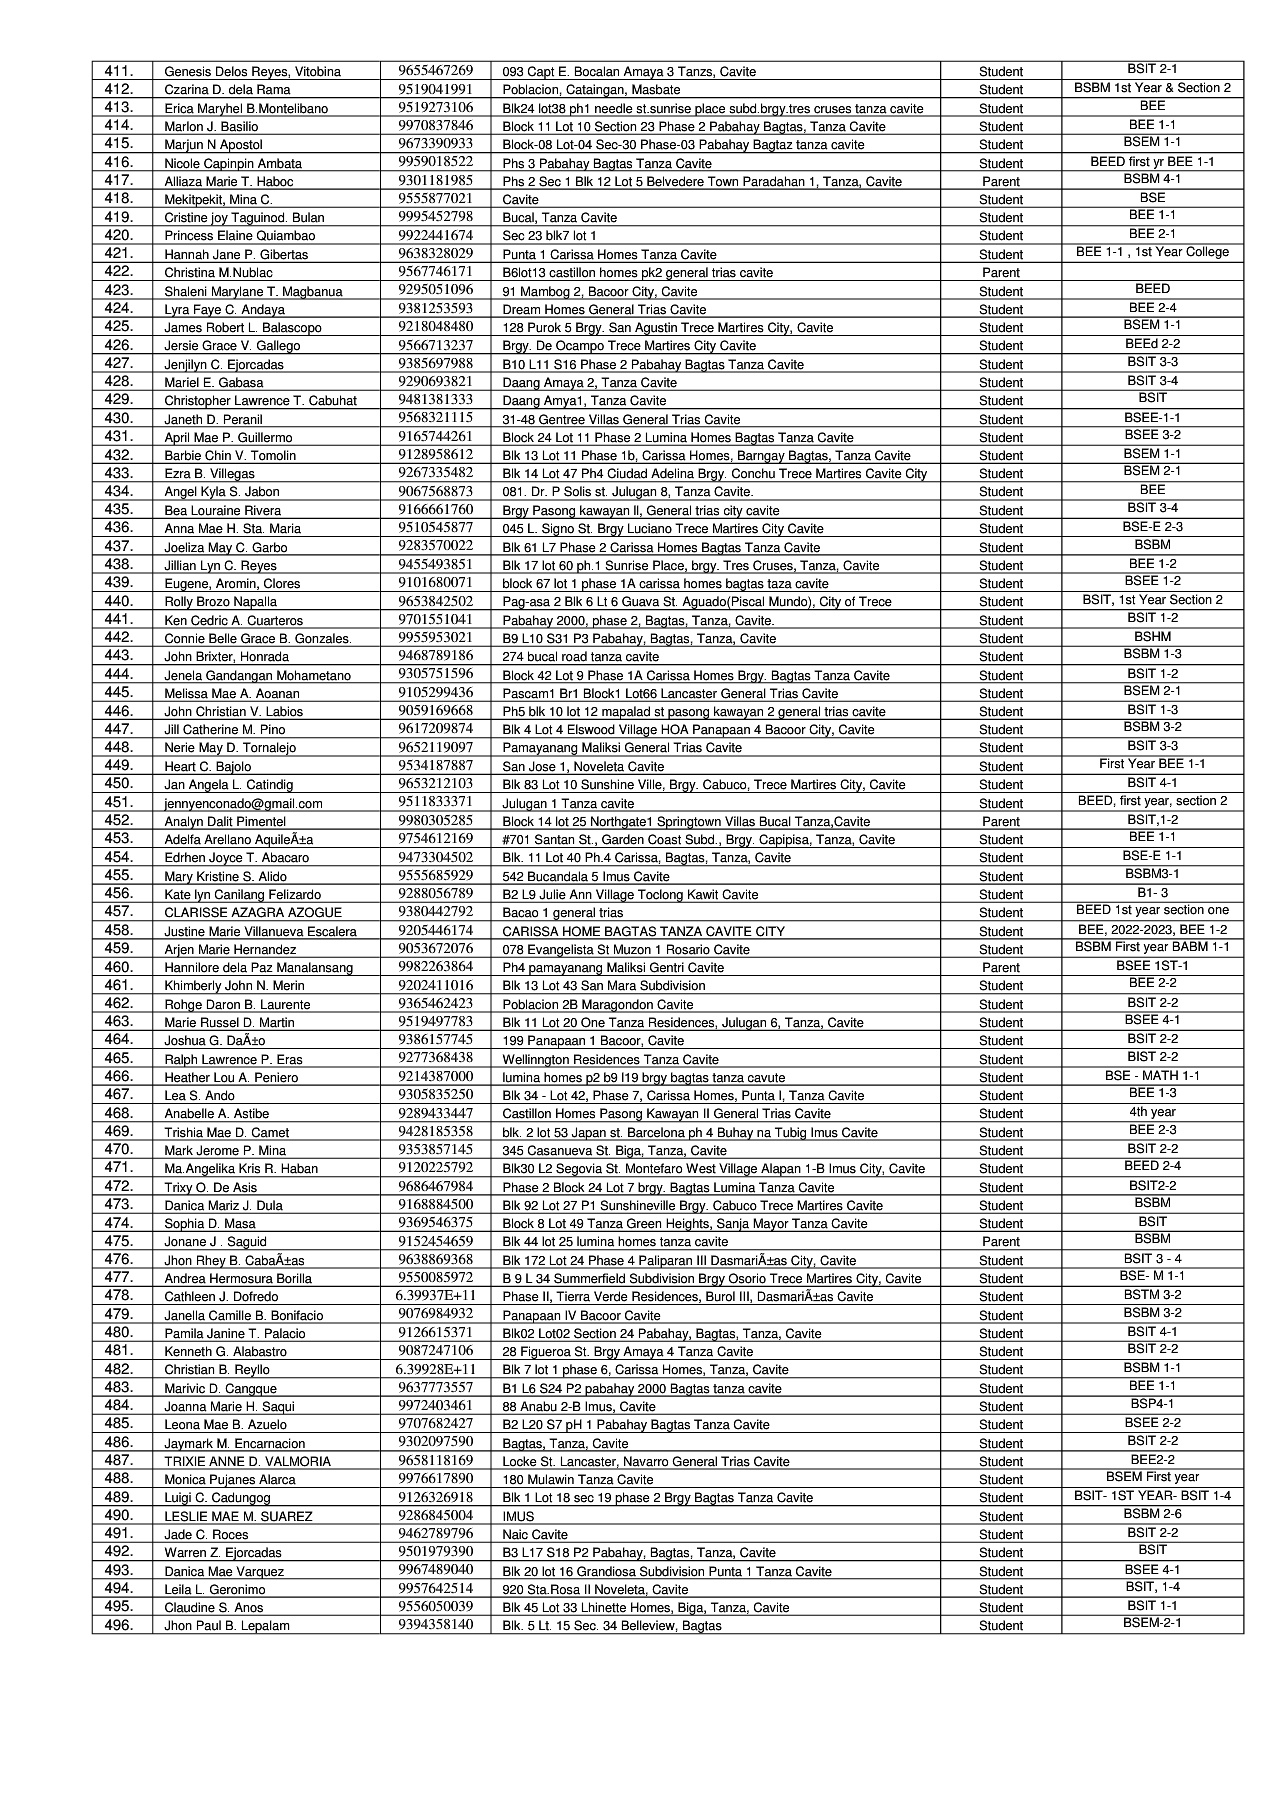 411. Genesis Delos Reyes, Vitobina 9655467269 093 Capt E. Bocalan Amaya 3 Tanzs, Cavite Student BSIT 2-1
412. Czarina D. dela Rama 9519041991 Poblacion, Cataingan, Masbate Student BSBM 1st Year & Section 2
413. Erica Maryhel B.Montelibano 9519273106 Blk24 lot38 ph1 needle st.sunrise place subd.brgy.tres cruses tanza cavite Student BEE
414. Marlon J. Basilio 9970837846 Block 11 Lot 10 Section 23 Phase 2 Pabahay Bagtas, Tanza Cavite Student BEE 1-1
415. Marjun N Apostol 9673390933 Block-08 Lot-04 Sec-30 Phase-03 Pabahay Bagtaz tanza cavite Student BSEM 1-1
416. Nicole Capinpin Ambata 9959018522 Phs 3 Pabahay Bagtas Tanza Cavite Student BEED first yr BEE 1-1
417. Alliaza Marie T. Haboc 9301181985 Phs 2 Sec 1 Blk 12 Lot 5 Belvedere Town Paradahan 1, Tanza, Cavite Parent BSBM 4-1
418. Mekitpekit, Mina C. 9555877021 Cavite Student BSE
419. Cristine joy Taguinod. Bulan 9995452798 Bucal, Tanza Cavite Student BEE 1-1
420. Princess Elaine Quiambao 9922441674 Sec 23 blk7 lot 1 Student BEE 2-1
421. Hannah Jane P. Gibertas 9638328029 Punta 1 Carissa Homes Tanza Cavite Student BEE 1-1 , 1st Year College
422. Christina M.Nublac 9567746171 B6lot13 castillon homes pk2 general trias cavite Parent
423. Shaleni Marylane T. Magbanua 9295051096 91 Mambog 2, Bacoor City, Cavite Student BEED
424. Lyra Faye C. Andaya 9381253593 Dream Homes General Trias Cavite Student BEE 2-4
425. James Robert L. Balascopo 9218048480 128 Purok 5 Brgy. San Agustin Trece Martires City, Cavite Student BSEM 1-1
426. Jersie Grace V. Gallego 9566713237 Brgy. De Ocampo Trece Martires City Cavite Student BEEd 2-2
427. Jenjilyn C. Ejorcadas 9385697988 B10 L11 S16 Phase 2 Pabahay Bagtas Tanza Cavite Student BSIT 3-3
428. Mariel E. Gabasa 9290693821 Daang Amaya 2, Tanza Cavite Student BSIT 3-4
429. Christopher Lawrence T. Cabuhat 9481381333 Daang Amya1, Tanza Cavite Student BSIT
430. Janeth D. Peranil 9568321115 31-48 Gentree Villas General Trias Cavite Student BSEE-1-1
431. April Mae P. Guillermo 9165744261 Block 24 Lot 11 Phase 2 Lumina Homes Bagtas Tanza Cavite Student BSEE 3-2
432. Barbie Chin V. Tomolin 9128958612 Blk 13 Lot 11 Phase 1b, Carissa Homes, Barngay Bagtas, Tanza Cavite Student BSEM 1-1
433. Ezra B. Villegas 9267335482 Blk 14 Lot 47 Ph4 Ciudad Adelina Brgy. Conchu Trece Martires Cavite City Student BSEM 2-1
434. Angel Kyla S. Jabon 9067568873 081. Dr. P Solis st. Julugan 8, Tanza Cavite. Student BEE
435. Bea Louraine Rivera 9166661760 Brgy Pasong kawayan II, General trias city cavite Student BSIT 3-4
436. Anna Mae H. Sta. Maria 9510545877 045 L. Signo St. Brgy Luciano Trece Martires City Cavite Student BSE-E 2-3
437. Joeliza May C. Garbo 9283570022 Blk 61 L7 Phase 2 Carissa Homes Bagtas Tanza Cavite Student BSBM
438. Jillian Lyn C. Reyes 9455493851 Blk 17 lot 60 ph.1 Sunrise Place, brgy. Tres Cruses, Tanza, Cavite Student BEE 1-2
439. Eugene, Aromin, Clores 9101680071 block 67 lot 1 phase 1A carissa homes bagtas taza cavite Student BSEE 1-2
440. Rolly Brozo Napalla 9653842502 Pag-asa 2 Blk 6 Lt 6 Guava St. Aguado(Piscal Mundo), City of Trece Student BSIT, 1st Year Section 2
441. Ken Cedric A. Cuarteros 9701551041 Pabahay 2000, phase 2, Bagtas, Tanza, Cavite. Student BSIT 1-2
442. Connie Belle Grace B. Gonzales. 9955953021 B9 L10 S31 P3 Pabahay, Bagtas, Tanza, Cavite Student BSHM
443. John Brixter, Honrada 9468789186 274 bucal road tanza cavite Student BSBM 1-3
444. Jenela Gandangan Mohametano 9305751596 Block 42 Lot 9 Phase 1A Carissa Homes Brgy. Bagtas Tanza Cavite Student BSIT 1-2
445. Melissa Mae A. Aoanan 9105299436 Pascam1 Br1 Block1 Lot66 Lancaster General Trias Cavite Student BSEM 2-1
446. John Christian V. Labios 9059169668 Ph5 blk 10 lot 12 mapalad st pasong kawayan 2 general trias cavite Student BSIT 1-3
447. Jill Catherine M. Pino 9617209874 Blk 4 Lot 4 Elswood Village HOA Panapaan 4 Bacoor City, Cavite Student BSBM 3-2
448. Nerie May D. Tornalejo 9652119097 Pamayanang Maliksi General Trias Cavite Student BSIT 3-3
449. Heart C. Bajolo 9534187887 San Jose 1, Noveleta Cavite Student First Year BEE 1-1
450. Jan Angela L. Catindig 9653212103 Blk 83 Lot 10 Sunshine Ville, Brgy. Cabuco, Trece Martires City, Cavite Student BSIT 4-1
451. jennyenconado@gmail.com 9511833371 Julugan 1 Tanza cavite Student BEED, first year, section 2
452. Analyn Dalit Pimentel 9980305285 Block 14 lot 25 Northgate1 Springtown Villas Bucal Tanza,Cavite Parent BSIT,1-2
453. Adelfa Arellano AquileÃ±a 9754612169 #701 Santan St., Garden Coast Subd., Brgy. Capipisa, Tanza, Cavite Student BEE 1-1
454. Edrhen Joyce T. Abacaro 9473304502 Blk. 11 Lot 40 Ph.4 Carissa, Bagtas, Tanza, Cavite Student BSE-E 1-1
455. Mary Kristine S. Alido 9555685929 542 Bucandala 5 Imus Cavite Student BSBM3-1
456. Kate lyn Canilang Felizardo 9288056789 B2 L9 Julie Ann Village Toclong Kawit Cavite Student B1- 3
457. CLARISSE AZAGRA AZOGUE 9380442792 Bacao 1 general trias Student BEED 1st year section one
458. Justine Marie Villanueva Escalera 9205446174 CARISSA HOME BAGTAS TANZA CAVITE CITY Student BEE, 2022-2023, BEE 1-2
459. Arjen Marie Hernandez 9053672076 078 Evangelista St Muzon 1 Rosario Cavite Student BSBM First year BABM 1-1
460. Hannilore dela Paz Manalansang 9982263864 Ph4 pamayanang Maliksi Gentri Cavite Parent BSEE 1ST-1
461. Khimberly John N. Merin 9202411016 Blk 13 Lot 43 San Mara Subdivision Student BEE 2-2
462. Rohge Daron B. Laurente 9365462423 Poblacion 2B Maragondon Cavite Student BSIT 2-2
463. Marie Russel D. Martin 9519497783 Blk 11 Lot 20 One Tanza Residences, Julugan 6, Tanza, Cavite Student BSEE 4-1
464. Joshua G. DaÃ±o 9386157745 199 Panapaan 1 Bacoor, Cavite Student BSIT 2-2
465. Ralph Lawrence P. Eras 9277368438 Wellinngton Residences Tanza Cavite Student BIST 2-2
466. Heather Lou A. Peniero 9214387000 lumina homes p2 b9 l19 brgy bagtas tanza cavute Student BSE - MATH 1-1
467. Lea S. Ando 9305835250 Blk 34 - Lot 42, Phase 7, Carissa Homes, Punta I, Tanza Cavite Student BEE 1-3
468. Anabelle A. Astibe 9289433447 Castillon Homes Pasong Kawayan II General Trias Cavite Student 4th year
469. Trishia Mae D. Camet 9428185358 blk. 2 lot 53 Japan st. Barcelona ph 4 Buhay na Tubig Imus Cavite Student BEE 2-3
470. Mark Jerome P. Mina 9353857145 345 Casanueva St. Biga, Tanza, Cavite Student BSIT 2-2
471. Ma.Angelika Kris R. Haban 9120225792 Blk30 L2 Segovia St. Montefaro West Village Alapan 1-B Imus City, Cavite Student BEED 2-4
472. Trixy O. De Asis 9686467984 Phase 2 Block 24 Lot 7 brgy. Bagtas Lumina Tanza Cavite Student BSIT2-2
473. Danica Mariz J. Dula 9168884500 Blk 92 Lot 27 P1 Sunshineville Brgy. Cabuco Trece Martires Cavite Student BSBM
474. Sophia D. Masa 9369546375 Block 8 Lot 49 Tanza Green Heights, Sanja Mayor Tanza Cavite Student BSIT
475. Jonane J . Saguid 9152454659 Blk 44 lot 25 lumina homes tanza cavite Parent BSBM
476. Jhon Rhey B. CabaÃ±as 9638869368 Blk 172 Lot 24 Phase 4 Paliparan III DasmariÃ±as City, Cavite Student BSIT 3 - 4
477. Andrea Hermosura Borilla 9550085972 B 9 L 34 Summerfield Subdivision Brgy Osorio Trece Martires City, Cavite Student BSE- M 1-1
478. Cathleen J. Dofredo 6.39937E+11 Phase II, Tierra Verde Residences, Burol III, DasmariÃ±as Cavite Student BSTM 3-2
479. Janella Camille B. Bonifacio 9076984932 Panapaan IV Bacoor Cavite Student BSBM 3-2
480. Pamila Janine T. Palacio 9126615371 Blk02 Lot02 Section 24 Pabahay, Bagtas, Tanza, Cavite Student BSIT 4-1
481. Kenneth G. Alabastro 9087247106 28 Figueroa St. Brgy Amaya 4 Tanza Cavite Student BSIT 2-2
482. Christian B. Reyllo 6.39928E+11 Blk 7 lot 1 phase 6, Carissa Homes, Tanza, Cavite Student BSBM 1-1
483. Marivic D. Cangque 9637773557 B1 L6 S24 P2 pabahay 2000 Bagtas tanza cavite Student BEE 1-1
484. Joanna Marie H. Saqui 9972403461 88 Anabu 2-B Imus, Cavite Student BSP4-1
485. Leona Mae B. Azuelo 9707682427 B2 L20 S7 pH 1 Pabahay Bagtas Tanza Cavite Student BSEE 2-2
486. Jaymark M. Encarnacion 9302097590 Bagtas, Tanza, Cavite Student BSIT 2-2
487. TRIXIE ANNE D. VALMORIA 9658118169 Locke St. Lancaster, Navarro General Trias Cavite Student BEE2-2
488. Monica Pujanes Alarca 9976617890 180 Mulawin Tanza Cavite Student BSEM First year
489. Luigi C. Cadungog 9126326918 Blk 1 Lot 18 sec 19 phase 2 Brgy Bagtas Tanza Cavite Student BSIT- 1ST YEAR- BSIT 1-4
490. LESLIE MAE M. SUAREZ 9286845004 IMUS Student BSBM 2-6
491. Jade C. Roces 9462789796 Naic Cavite Student BSIT 2-2
492. Warren Z. Ejorcadas 9501979390 B3 L17 S18 P2 Pabahay, Bagtas, Tanza, Cavite Student BSIT
493. Danica Mae Varquez 9967489040 Blk 20 lot 16 Grandiosa Subdivision Punta 1 Tanza Cavite Student BSEE 4-1
494. Leila L. Geronimo 9957642514 920 Sta.Rosa II Noveleta, Cavite Student BSIT, 1-4
495. Claudine S. Anos 9556050039 Blk 45 Lot 33 Lhinette Homes, Biga, Tanza, Cavite Student BSIT 1-1
496. Jhon Paul B. Lepalam 9394358140 Blk. 5 Lt. 15 Sec. 34 Belleview, Bagtas Student BSEM-2-1